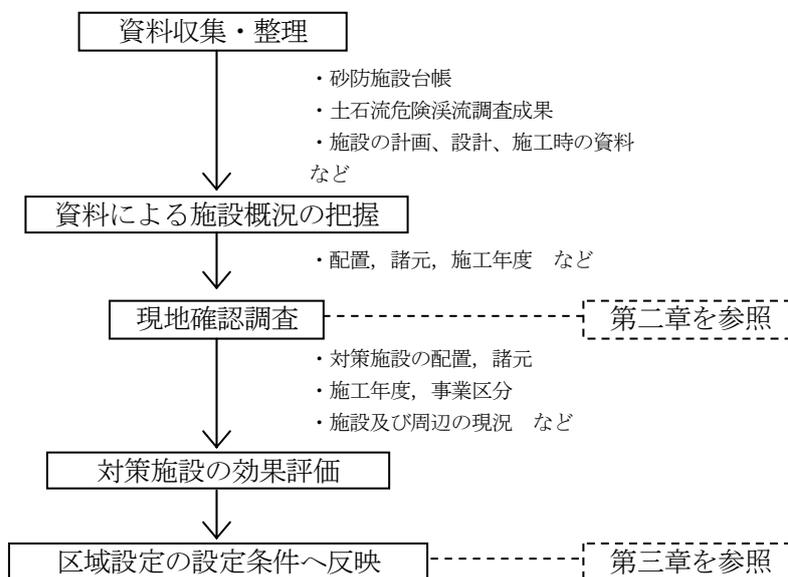 資料収集・整理
・砂防施設台帳
・土石流危険渓流調査成果
・施設の計画、設計、施工時の資料
など
資料による施設概況の把握
・配置，諸元，施工年度　など
現地確認調査
第二章を参照
・対策施設の配置，諸元
・施工年度，事業区分
・施設及び周辺の現況　など
対策施設の効果評価
区域設定の設定条件へ反映
第三章を参照